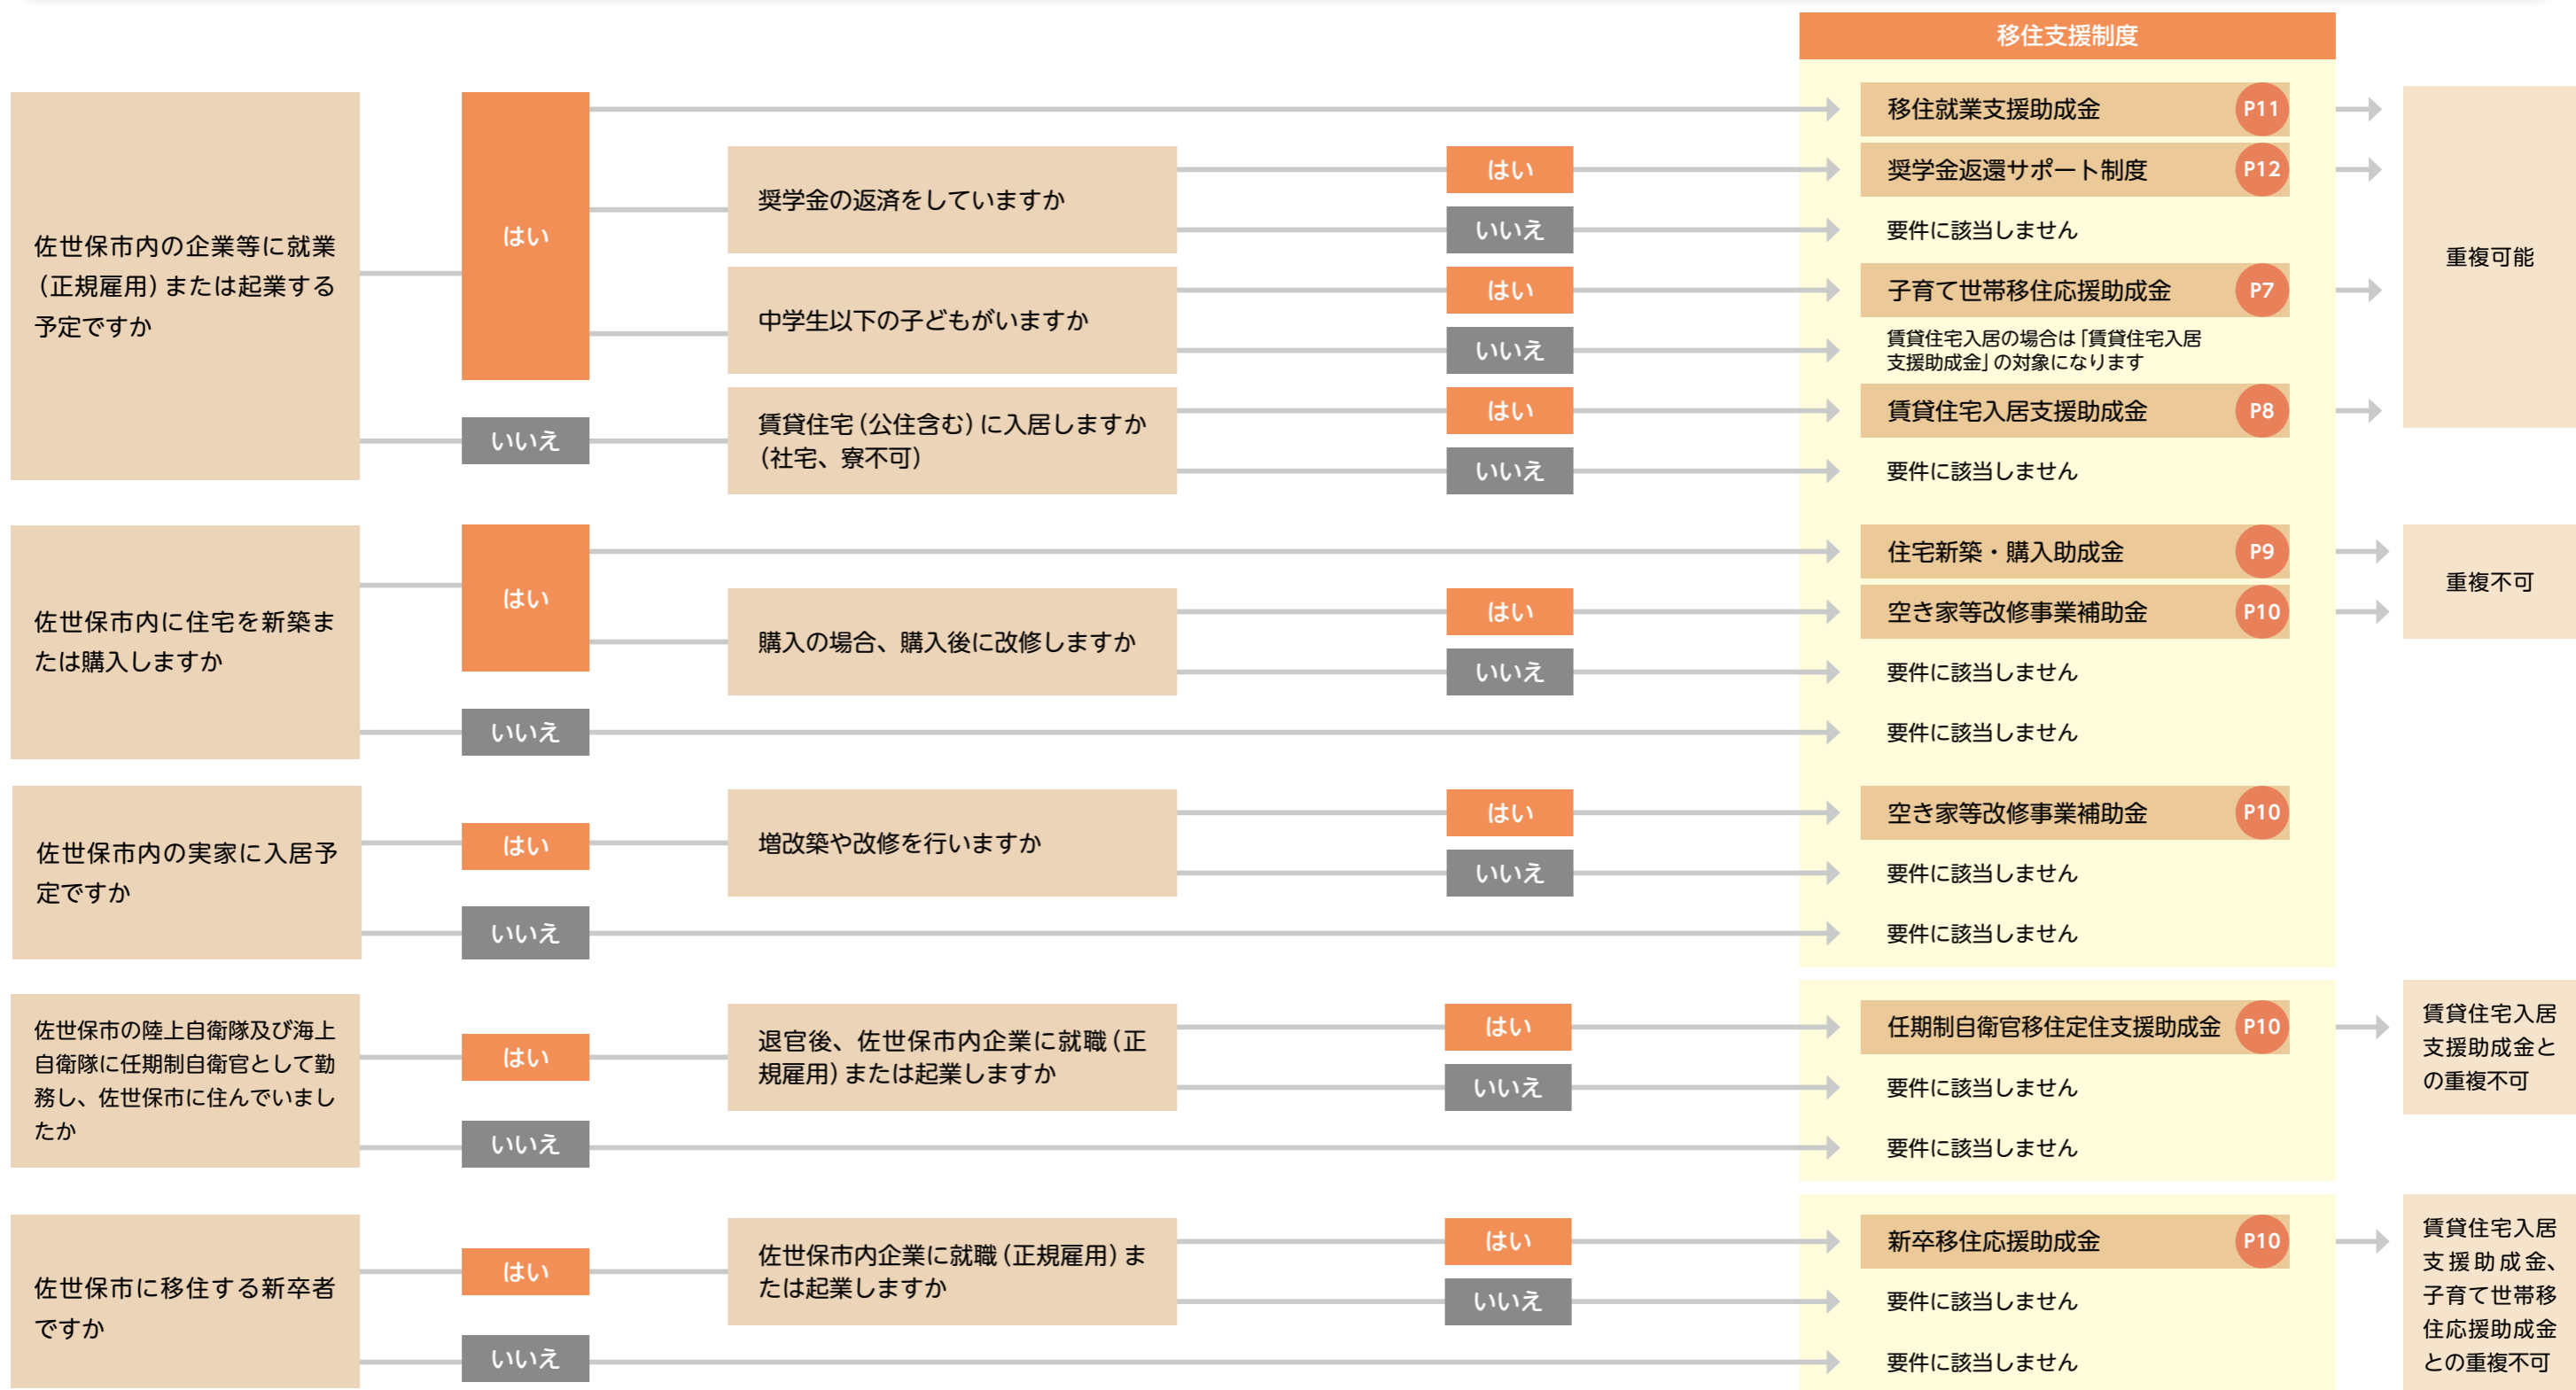 移住支援制度
佐世保市内の企業等に就業
（正規雇用）または起業する
予定ですか
はい
いいえ
移住就業支援助成金 P11
奨学金の返済をしていますか
はい
奨学金返還サポート制度 P12
いいえ
要件に該当しません
中学生以下の子どもがいますか
はい
子育て世帯移住応援助成金 P7
いいえ
賃貸住宅入居の場合は「賃貸住宅入居
支援助成金」の対象になります
賃貸住宅（公住含む）に入居しますか
（社宅、寮不可）
はい
賃貸住宅入居支援助成金 P8
いいえ
要件に該当しません
重複可能
佐世保市内に住宅を新築ま
たは購入しますか
はい
住宅新築・購入助成金 P9
購入の場合、購入後に改修しますか
はい
空き家等改修事業補助金 P10
いいえ
要件に該当しません
いいえ
要件に該当しません
重複不可
佐世保市内の実家に入居予
定ですか
はい
増改築や改修を行いますか
はい
空き家等改修事業補助金 P10
いいえ
要件に該当しません
いいえ
要件に該当しません
佐世保市の陸上自衛隊及び海上
自衛隊に任期制自衛官として勤
務し、佐世保市に住んでいまし
たか
はい
退官後、佐世保市内企業に就職（正
規雇用）または起業しますか
はい
任期制自衛官移住定住支援助成金 P10
いいえ
要件に該当しません
いいえ
要件に該当しません
賃貸住宅入居
支援助成金と
の重複不可
佐世保市に移住する新卒者
ですか
はい
佐世保市内企業に就職（正規雇用）ま
たは起業しますか
はい
新卒移住応援助成金 P10
いいえ
要件に該当しません
いいえ
要件に該当しません
賃貸住宅入居
支援助成金、
子育て世帯移
住応援助成金
との重複不可